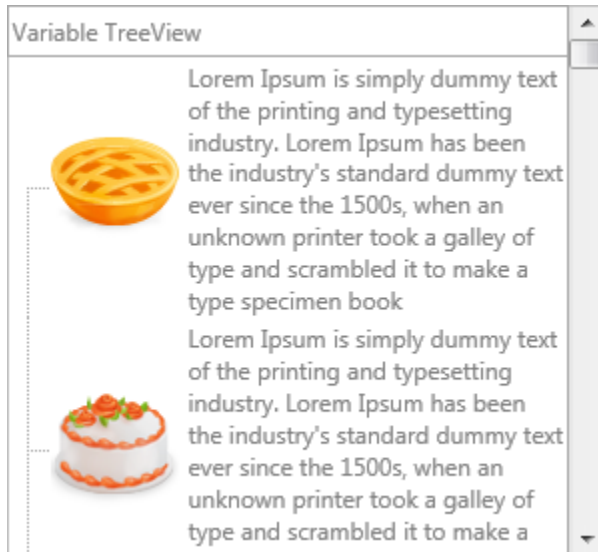 Variable TreeView
Lorem Ipsum is simply dummy text
of the printing and typesetting
industry. Lorem Ipsum has been
the industry's standard dummy text
ever since the 1500s, when an
unknown printer took a galley of
type and scrambled it to make a
type specimen book
Lorem Ipsum is simply dummy text
of the printing and typesetting
industry. Lorem Ipsum has been
the industry's standard dummy text
ever since the 1500s, when an
unknown printer took a galley of
type and scrambled it to make a